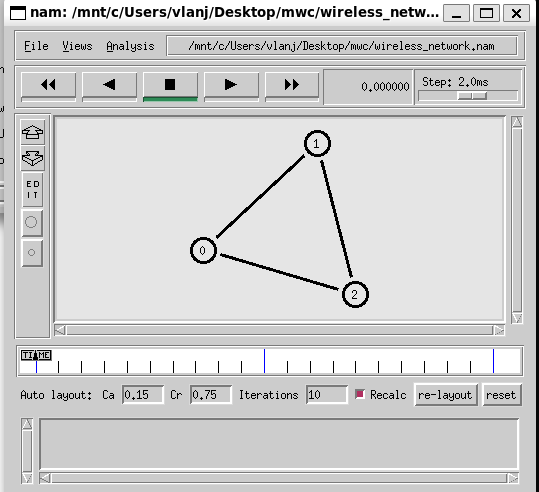 nam: /mnt/c/Users/vlanj/Desktop/mwc/wireless_netw...
File Views Analysis /mnt/c/Users/vlanj/Desktop/mwc/wireless_network.nam
0.000000 Step: 2.0ms
ED
IT
1
0
2
TIME
Auto layout: Ca 0.15 Cr 0.75 Iterations 10 Recalc re-layout reset